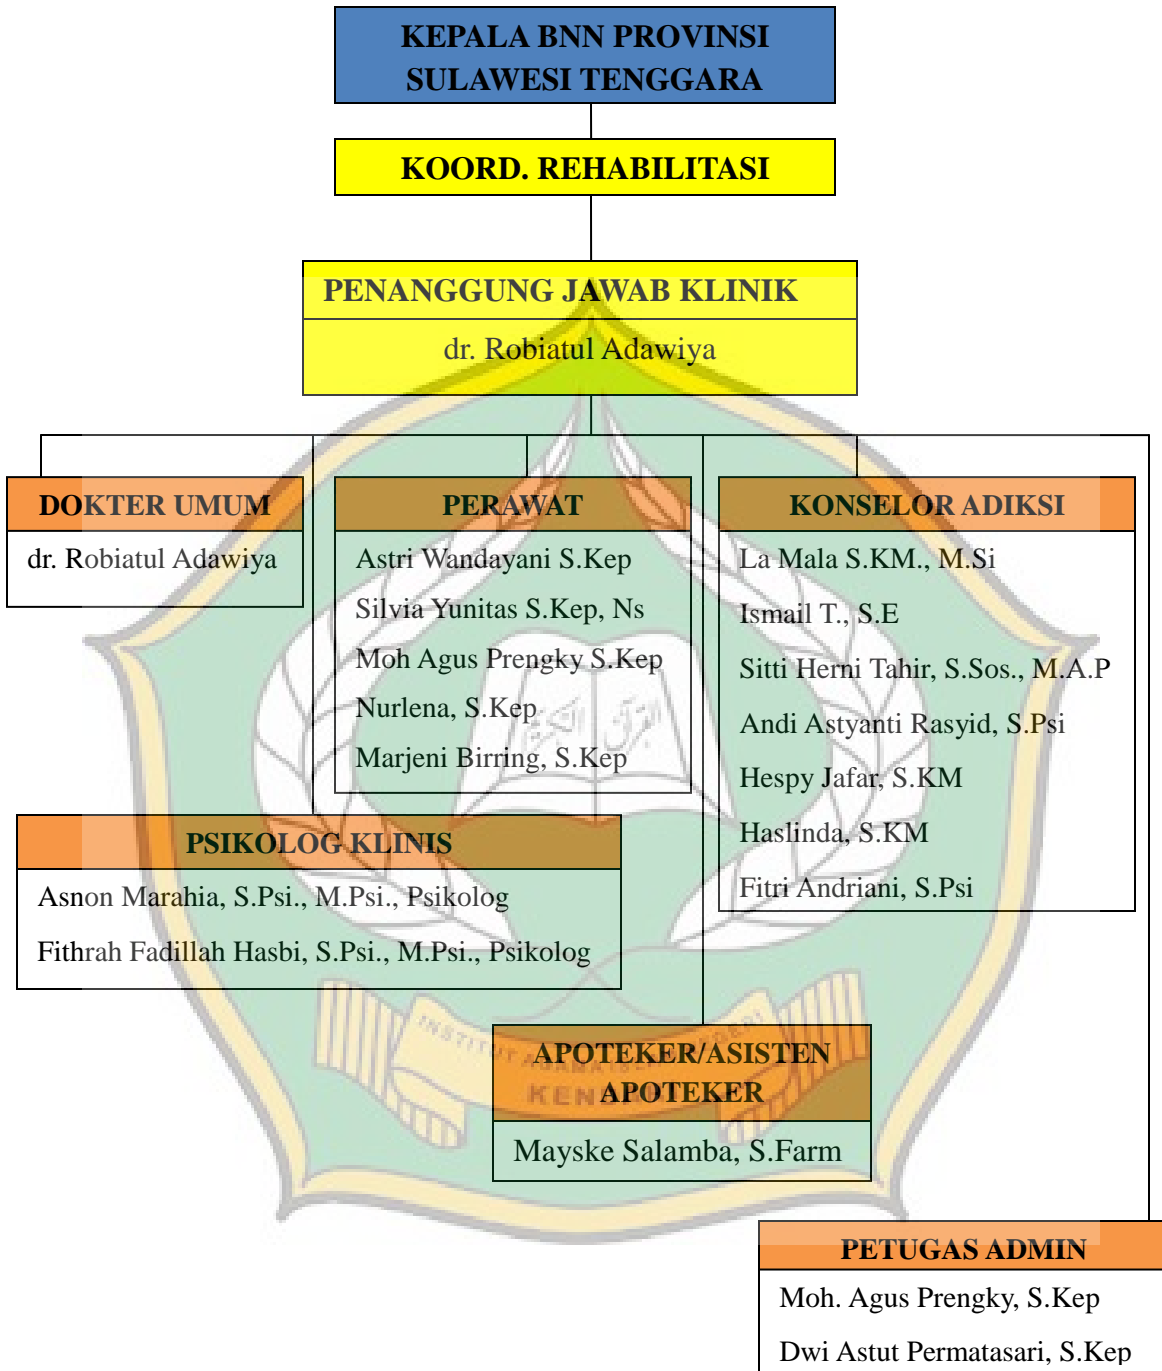 KEPALA BNN PROVINSI
SULAWESI TENGGARA
KOORD. REHABILITASI
PENANGGUNG JAWAB KLINIK
dr. Robiatul Adawiya
DOKTER UMUM
dr. Robiatul Adawiya
PERAWAT
Astri Wandayani S.Kep
Silvia Yunitas S.Kep, Ns
Moh Agus Prengky S.Kep
Nurlena, S.Kep
Marjeni Birring, S.Kep
KONSELOR ADIKSI
La Mala S.KM., M.Si
Ismail T., S.E
Sitti Herni Tahir, S.Sos., M.A.P
Andi Astyanti Rasyid, S.Psi
Hespy Jafar, S.KM
Haslinda, S.KM
Fitri Andriani, S.Psi
PSIKOLOG KLINIS
Asnon Marahia, S.Psi., M.Psi., Psikolog
Fithrah Fadillah Hasbi, S.Psi., M.Psi., Psikolog
INSTITUT AGAMA
APOTEKER/ASISTEN
APOTEKER
Mayske Salamba, S.Farm
PETUGAS ADMIN
Moh. Agus Prengky, S.Kep
Dwi Astut Permatasari, S.Kep